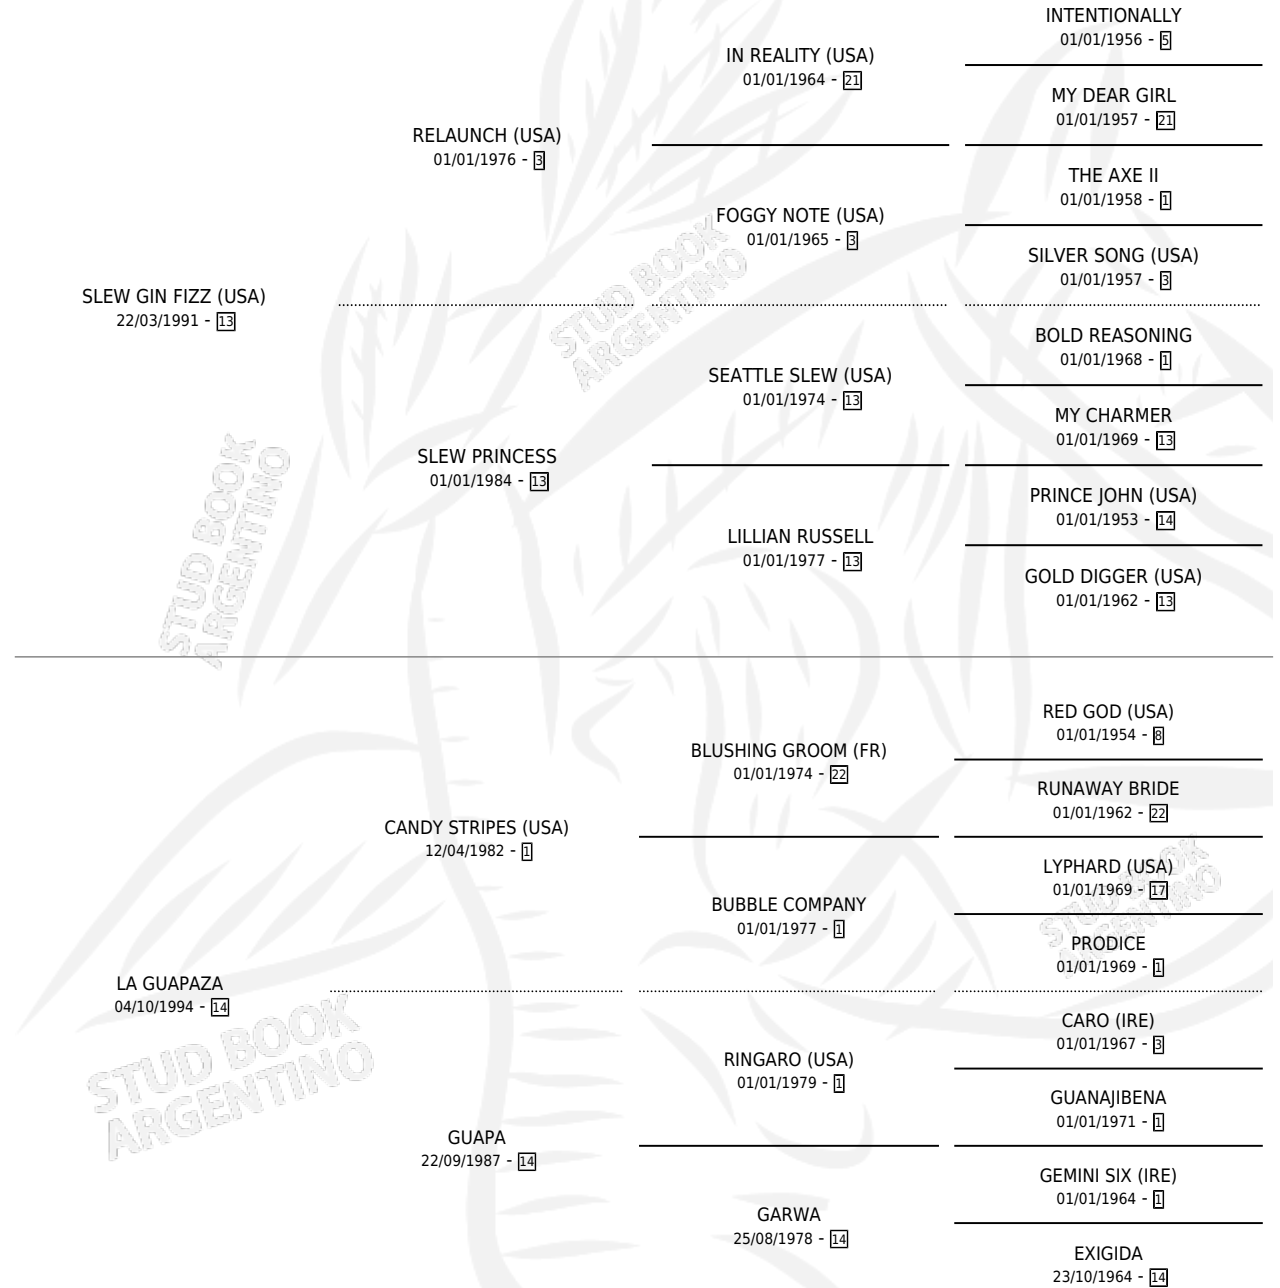 INTENTIONALLY
01/01/1956 - 5
IN REALITY (USA)
01/01/1964 - 21
MY DEAR GIRL
01/01/1957 - 21
RELAUNCH (USA)
01/01/1976 - 3
THE AXE II
01/01/1958 - 1
FOGGY NOTE (USA)
01/01/1965 - 3
SILVER SONG (USA)
01/01/1957 - 3
SLEW GIN FIZZ (USA)
22/03/1991 - 13
BOLD REASONING
01/01/1968 - 1
SEATTLE SLEW (USA)
01/01/1974 - 13
MY CHARMER
01/01/1969 - 13
SLEW PRINCESS
01/01/1984 - 13
PRINCE JOHN (USA)
01/01/1953 - 14
LILLIAN RUSSELL
01/01/1977 - 13
GOLD DIGGER (USA)
01/01/1962 - 13
RED GOD (USA)
01/01/1954 - 8
BLUSHING GROOM (FR)
01/01/1974 - 22
RUNAWAY BRIDE
01/01/1962 - 22
CANDY STRIPES (USA)
12/04/1982 - 1
LYPHARD (USA)
01/01/1969 - 17
BUBBLE COMPANY
01/01/1977 - 1
PRODICE
01/01/1969 - 1
LA GUAPAZA
04/10/1994 - 14
CARO (IRE)
01/01/1967 - 3
RINGARO (USA)
01/01/1979 - 1
GUANAJIBENA
01/01/1971 - 1
GUAPA
22/09/1987 - 14
GEMINI SIX (IRE)
01/01/1964 - 1
GARWA
25/08/1978 - 14
EXIGIDA
23/10/1964 - 14
STUD BOOK
ARGENTINO
STUD BOOK
ARGENTINO
STUD BOOK
ARGENTINO
STUD BOOK
ARGENTINO